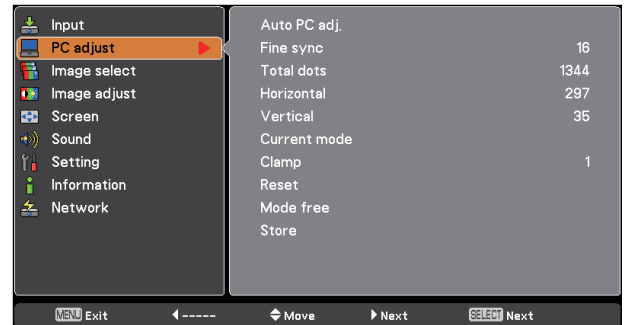 Input
PC adjust
Image select
Image adjust
Screen
Sound
Setting
Information
Network
Auto PC adj.
Fine sync 16
Total dots 1344
Horizontal 297
Vertical 35
Current mode
Clamp 1
Reset
Mode free
Store
MENU Exit ----- Move Next SELECT Next